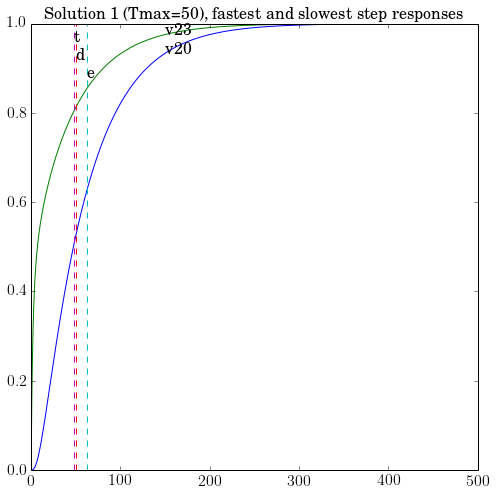 Solution 1 (Tmax=50), fastest and slowest step responses
1.0
t
v23
d
v20
e
0.8
0.6
0.4
0.2
0.0
0 100 200 300 400 500